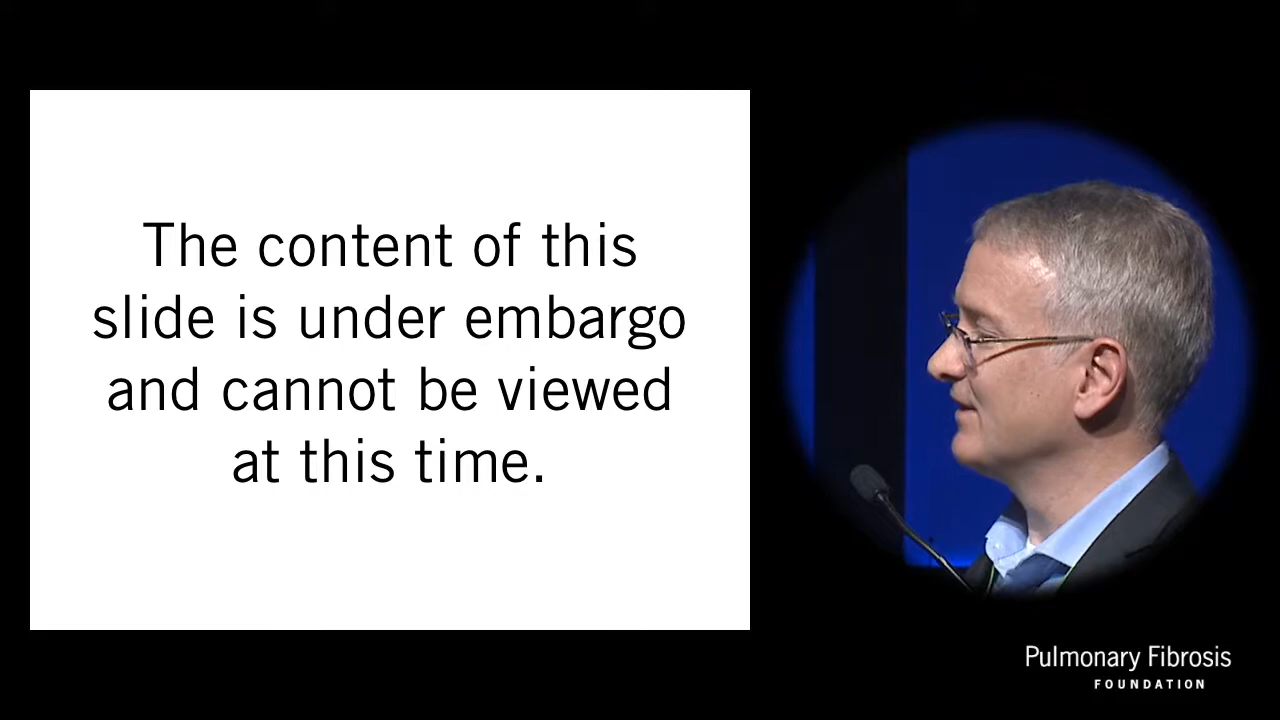 The content of this
slide is under embargo
and cannot be viewed
at this time.
Pulmonary Fibrosis
FOUNDATION